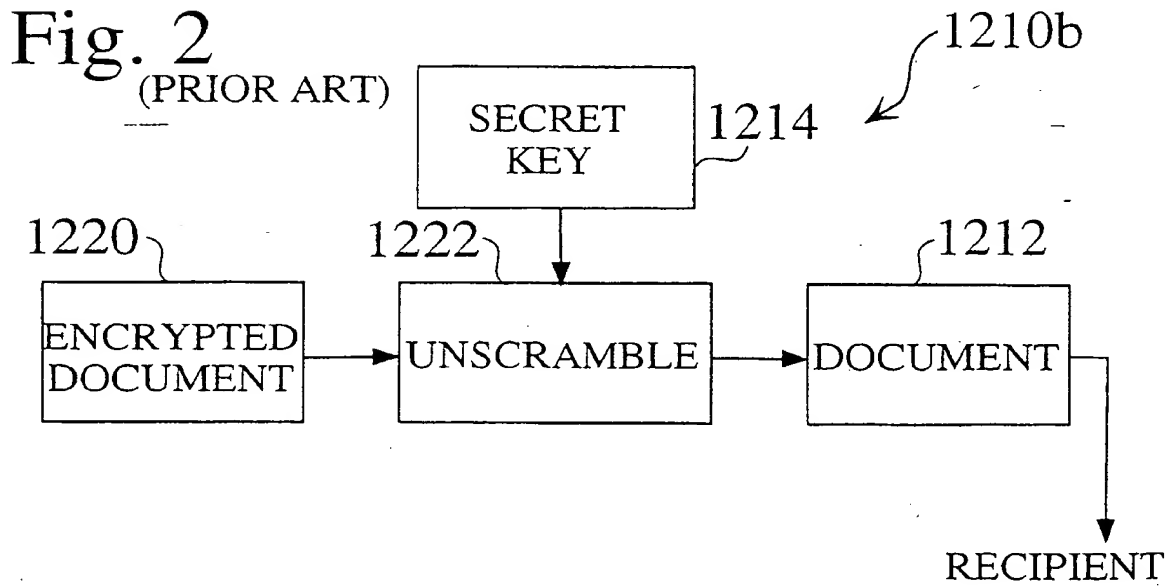 Fig. 2
(PRIOR ART)
1210b
SECRET
KEY
1214
1220
1222
1212
ENCRYPTED
DOCUMENT
UNSCRAMBLE
DOCUMENT
RECIPIENT